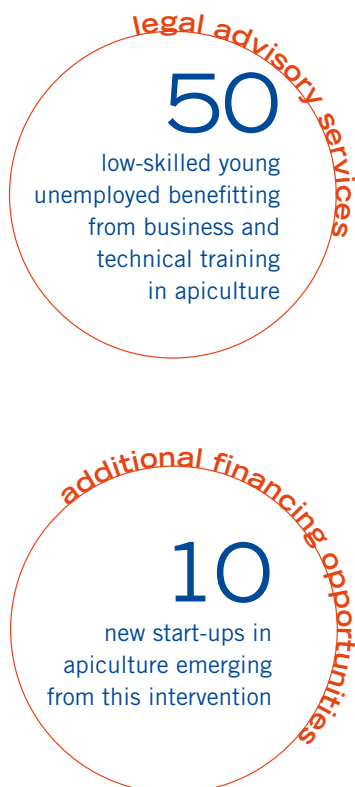 legal advisory services
50
low-skilled young
unemployed benefitting
from business and
technical training
in apiculture
additional financing opportunities
10
new start-ups in
apiculture emerging
from this intervention